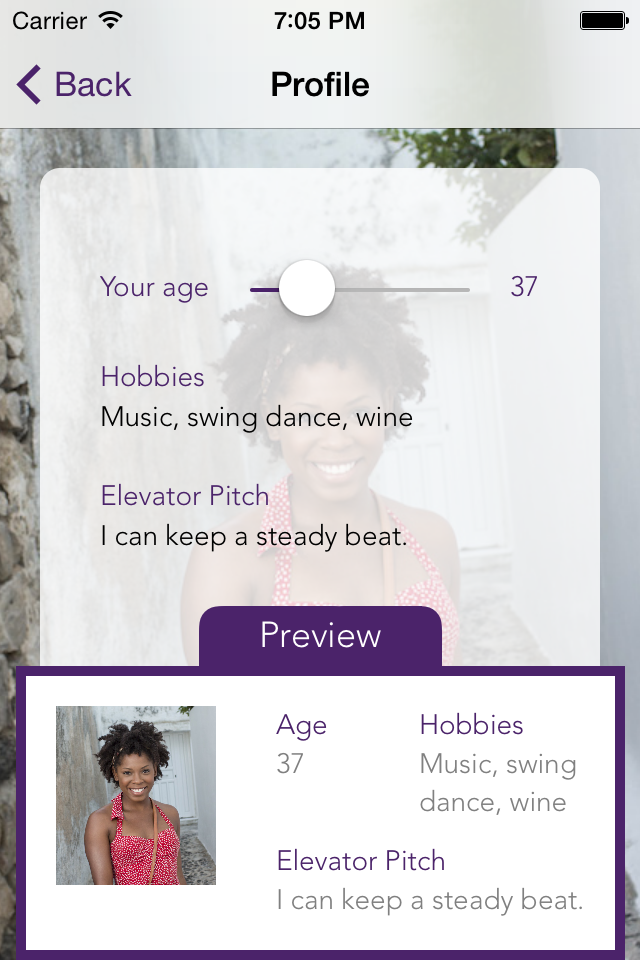 Carrier 7:05 PM
Back Profile
Your age 37
Hobbies
Music, swing dance, wine
Elevator Pitch
I can keep a steady beat.
Preview
Age Hobbies
37 Music, swing
dance, wine
Elevator Pitch
I can keep a steady beat.